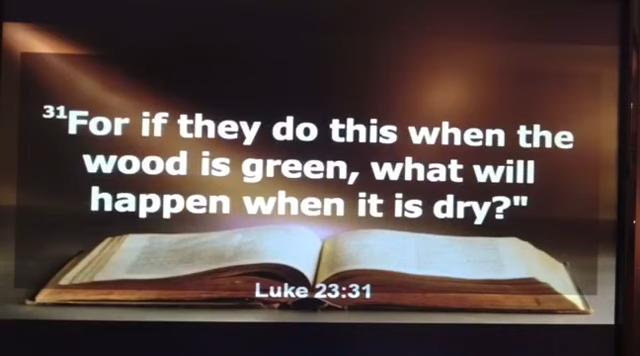 31For if they do this when the
wood is green, what will
happen when it is dry?"
Luke 23:31